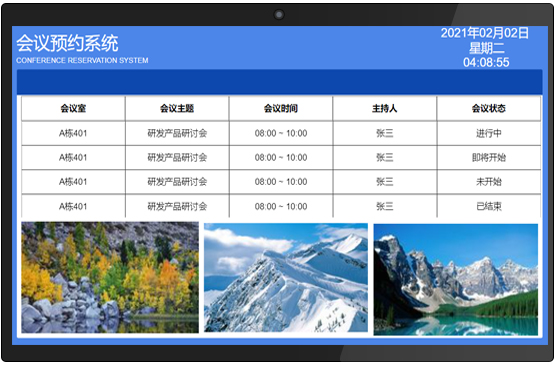 会议预约系统
CONFERENCE RESERVATION SYSTEM
2021年02月02日
星期二
04:08:55
会议室 会议主题 会议时间 主持人 会议状态
A栋401 研发产品研讨会 08:00 ~ 10:00 张三 进行中
A栋401 研发产品研讨会 08:00 ~ 10:00 张三 即将开始
A栋401 研发产品研讨会 08:00 ~ 10:00 张三 未开始
A栋401 研发产品研讨会 08:00 ~ 10:00 张三 已结束